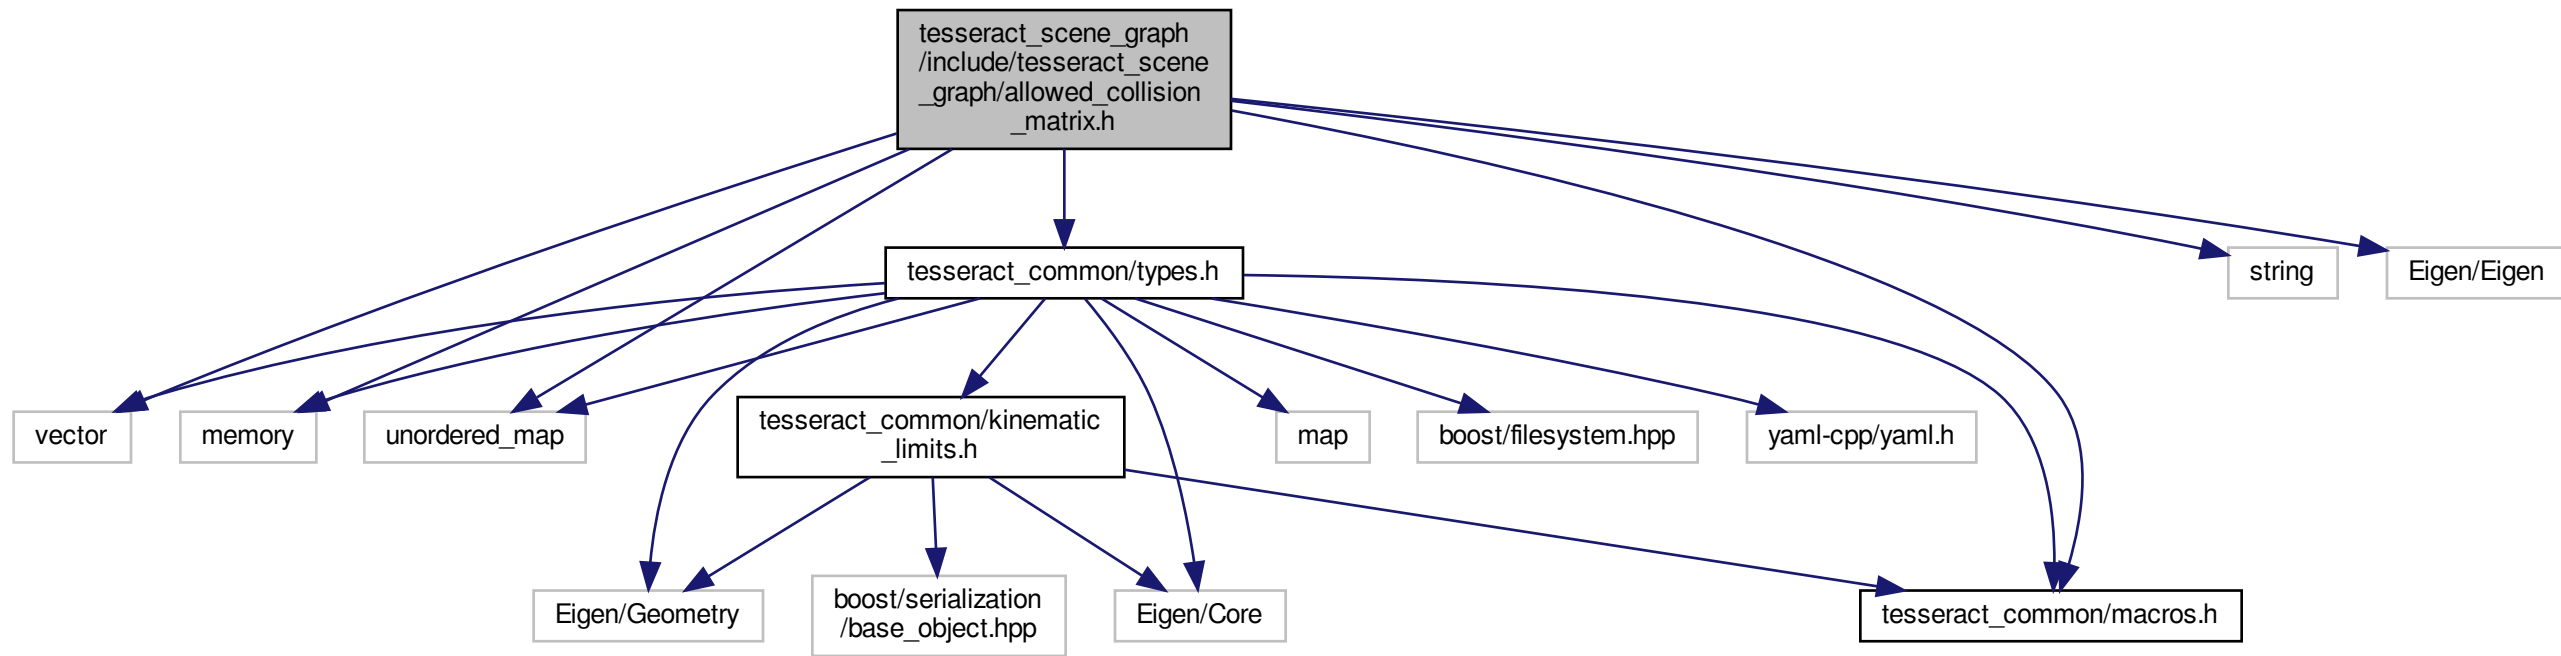 tesseract_scene_graph
/include/tesseract_scene
_graph/allowed_collision
_matrix.h
tesseract_common/types.h
string
Eigen/Eigen
vector
memory
unordered_map
tesseract_common/kinematic
_limits.h
map
boost/filesystem.hpp
yaml-cpp/yaml.h
Eigen/Geometry
boost/serialization
/base_object.hpp
Eigen/Core
tesseract_common/macros.h